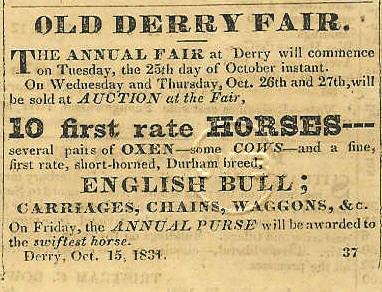 OLD DERRY FAIR.
THE ANNUAL FAIR at Derry will commence
on Tuesday, the 25th day of October instant.
On Wednesday and Thursday, Oct. 26th and 27th, will
be sold at AUCTION at the Fair,
10 first rate HORSES---
several pairs of OXEN—some COWS—and a fine,
first rate, short-horned, Durham breed,
ENGLISH BULL;
CARRIAGES, CHAINS, WAGGONS, &c.
On Friday, the ANNUAL PURSE will be awarded to
the swiftest horse.
Derry, Oct. 15, 1831. 37